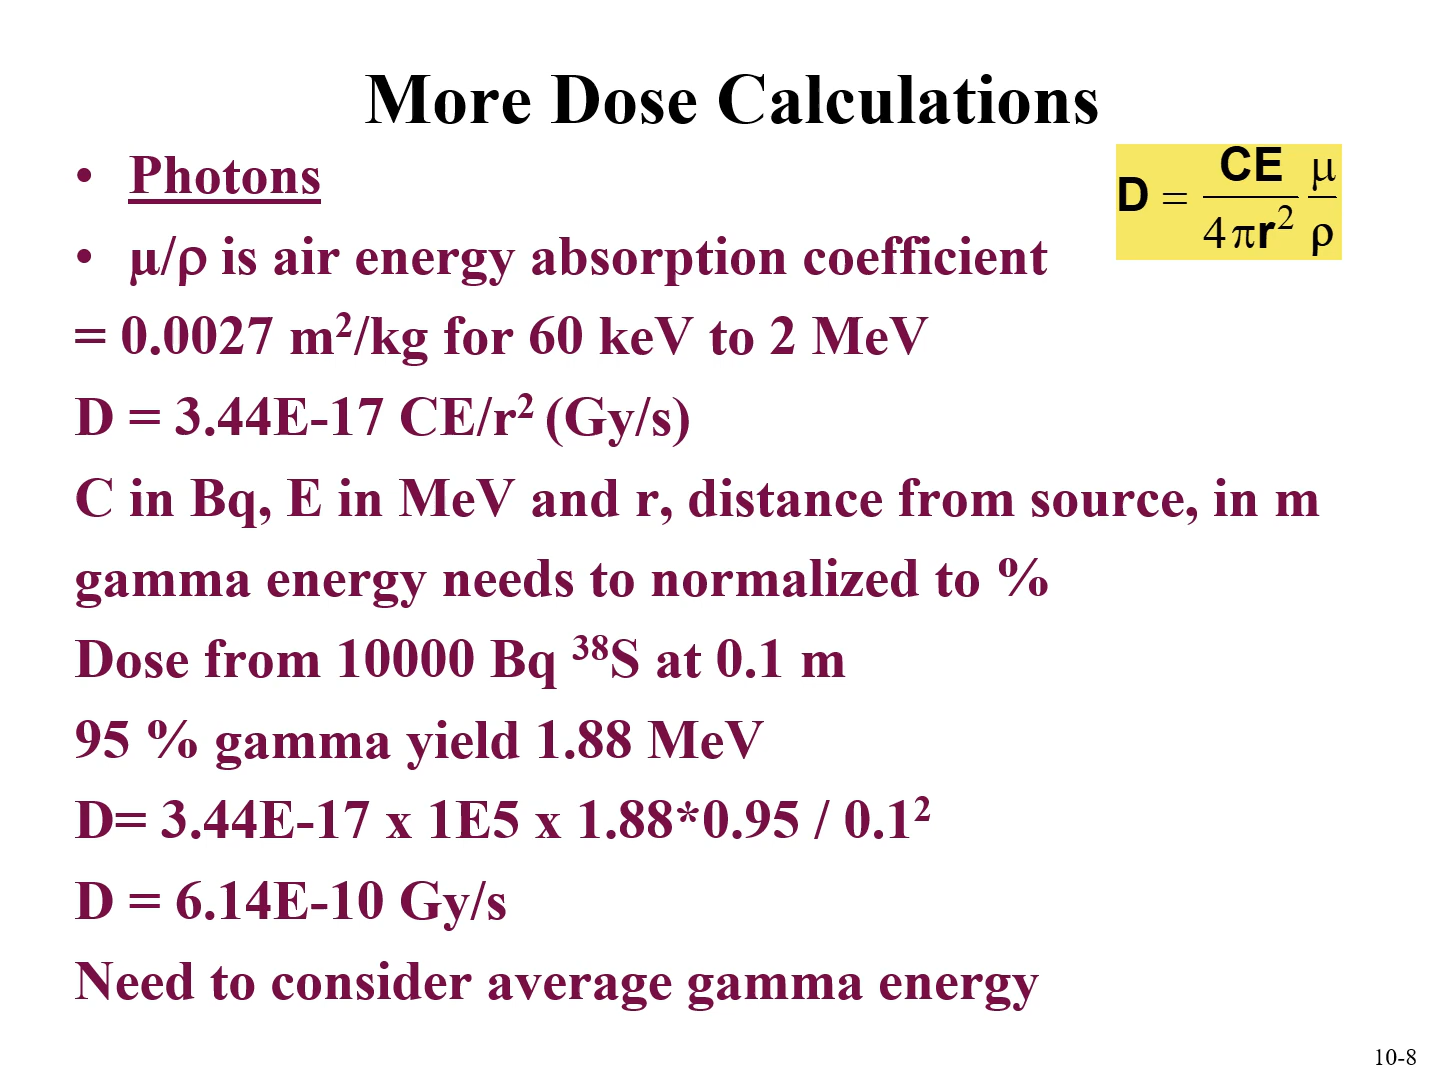 More Dose Calculations
• Photons
D = CE/4πr² μ/ρ
• μ/ρ is air energy absorption coefficient
= 0.0027 m²/kg for 60 keV to 2 MeV
D = 3.44E-17 CE/r² (Gy/s)
C in Bq, E in MeV and r, distance from source, in m
gamma energy needs to normalized to %
Dose from 10000 Bq ³⁸S at 0.1 m
95 % gamma yield 1.88 MeV
D= 3.44E-17 x 1E5 x 1.88*0.95 / 0.1²
D = 6.14E-10 Gy/s
Need to consider average gamma energy
10-8